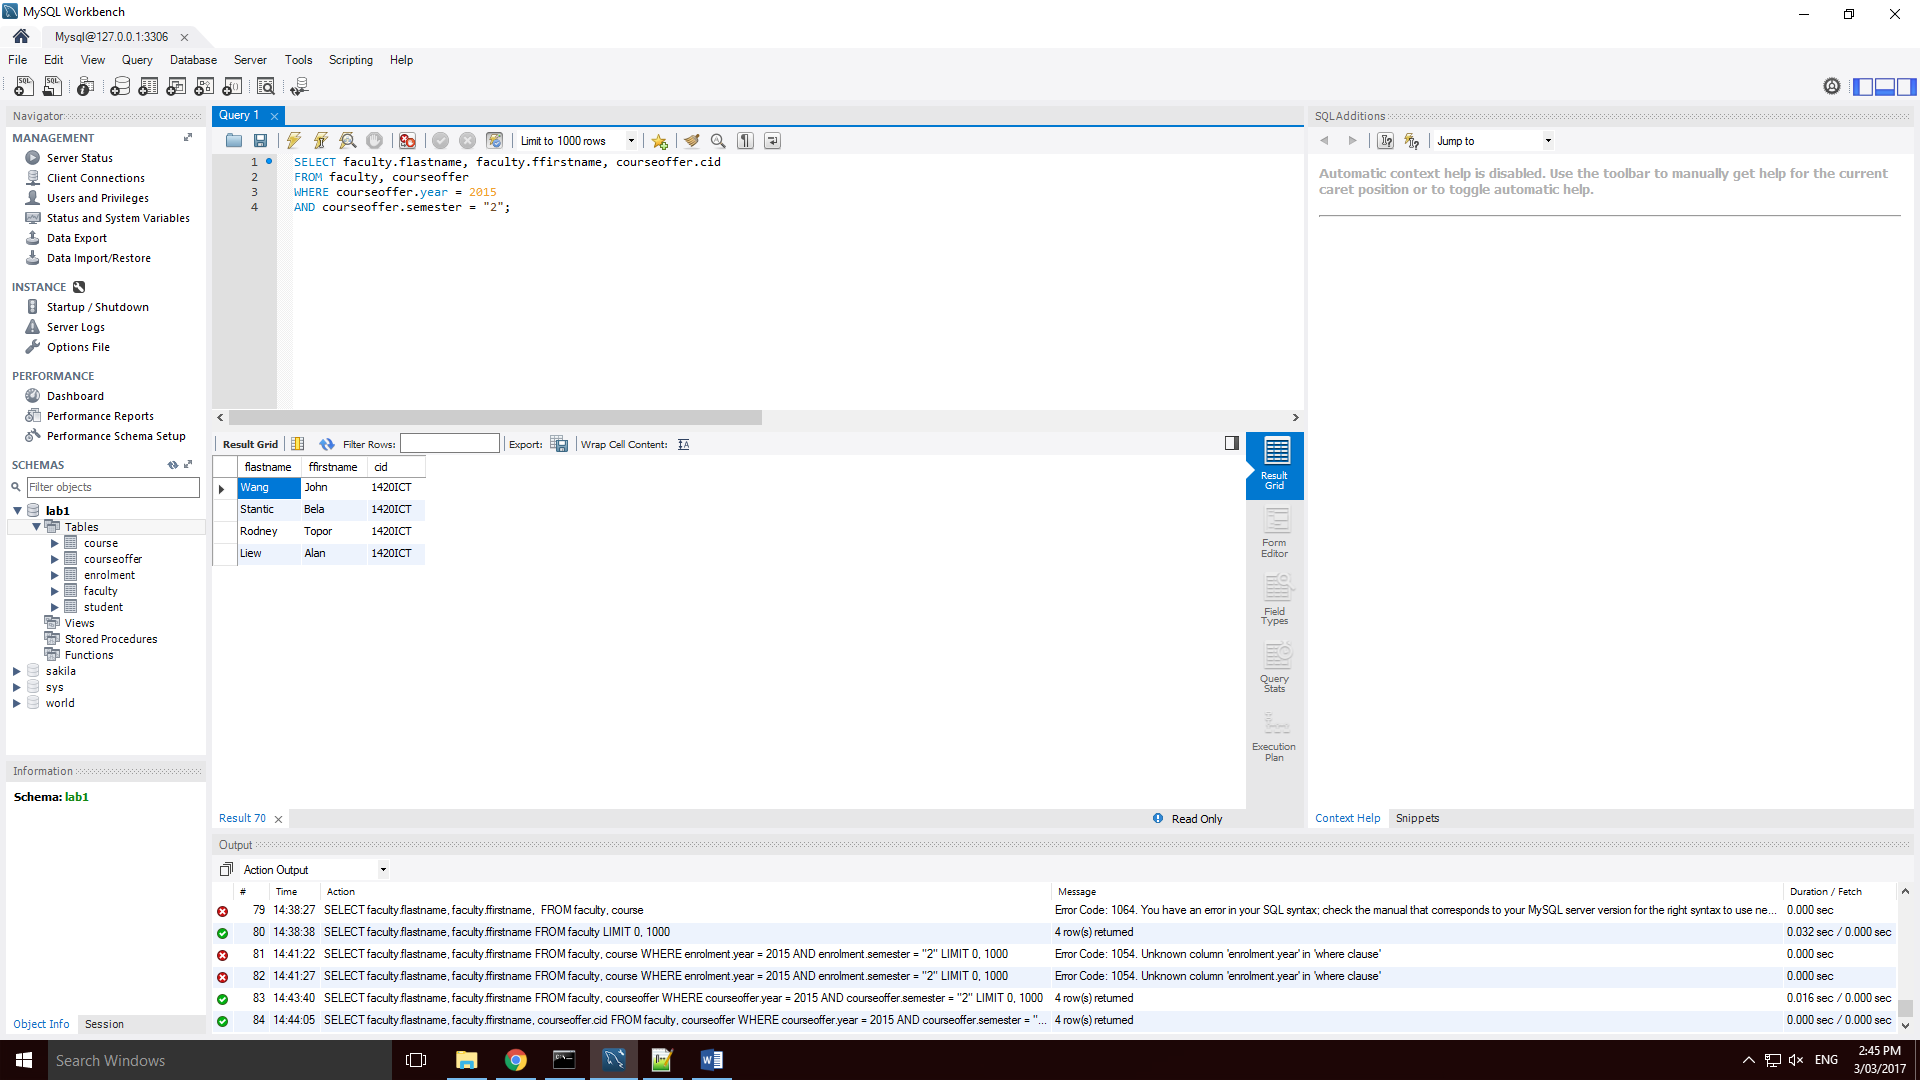 MySQL Workbench
Mysql@127.0.0.1:3306
File Edit View Query Database Server Tools Scripting Help
Navigator
MANAGEMENT
Server Status
Client Connections
Users and Privileges
Status and System Variables
Data Export
Data Import/Restore
INSTANCE
Startup / Shutdown
Server Logs
Options File
PERFORMANCE
Dashboard
Performance Reports
Performance Schema Setup
SCHEMAS
Filter objects
lab1
Tables
course
courseoffer
enrolment
faculty
student
Views
Stored Procedures
Functions
sakila
sys
world
Information
Schema: lab1
Object Info Session
Query 1
Limit to 1000 rows
1 SELECT faculty.flastname, faculty.ffirstname, courseoffer.cid
2 FROM faculty, courseoffer
3 WHERE courseoffer.year = 2015
4 AND courseoffer.semester = "2";
Result Grid Filter Rows: Export: Wrap Cell Content:
flastname ffirstname cid
Wang John 1420ICT
Stantic Bela 1420ICT
Rodney Topor 1420ICT
Liew Alan 1420ICT
Result Grid
Form Editor
Field Types
Query Stats
Execution Plan
Result 70 Read Only
SQLAdditions
Jump to
Automatic context help is disabled. Use the toolbar to manually get help for the current
caret position or to toggle automatic help.
Context Help Snippets
Output
Action Output
# Time Action Message Duration / Fetch
79 14:38:27 SELECT faculty.flastname, faculty.ffirstname, FROM faculty, course Error Code: 1064. You have an error in your SQL syntax; check the manual that corresponds to your MySQL server version for the right syntax to use ne... 0.000 sec
80 14:38:38 SELECT faculty.flastname, faculty.ffirstname FROM faculty LIMIT 0, 1000 4 row(s) returned 0.032 sec / 0.000 sec
81 14:41:22 SELECT faculty.flastname, faculty.ffirstname FROM faculty, course WHERE enrolment.year = 2015 AND enrolment.semester = "2" LIMIT 0, 1000 Error Code: 1054. Unknown column 'enrolment.year' in 'where clause' 0.000 sec
82 14:41:27 SELECT faculty.flastname, faculty.ffirstname FROM faculty, course WHERE enrolment.year = 2015 AND enrolment.semester = "2" LIMIT 0, 1000 Error Code: 1054. Unknown column 'enrolment.year' in 'where clause' 0.000 sec
83 14:43:40 SELECT faculty.flastname, faculty.ffirstname FROM faculty, courseoffer WHERE courseoffer.year = 2015 AND courseoffer.semester = "2" LIMIT 0, 1000 4 row(s) returned 0.016 sec / 0.000 sec
84 14:44:05 SELECT faculty.flastname, faculty.ffirstname, courseoffer.cid FROM faculty, courseoffer WHERE courseoffer.year = 2015 AND courseoffer.semester = "... 4 row(s) returned 0.000 sec / 0.000 sec
Search Windows
ENG
2:45 PM
3/03/2017